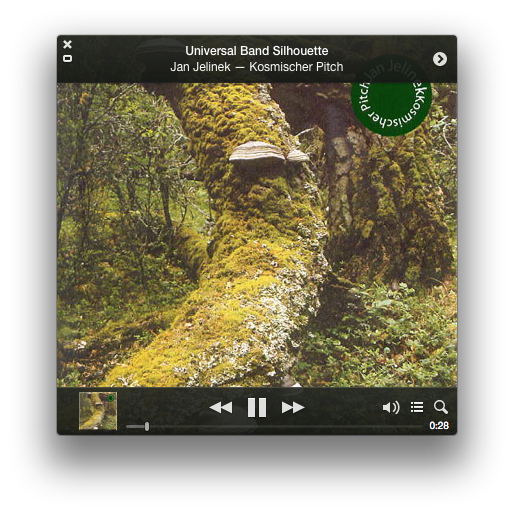 Universal Band Silhouette
Jan Jelinek — Kosmischer Pitch
Jan Jelinek
Kosmischer Pitch
0:28